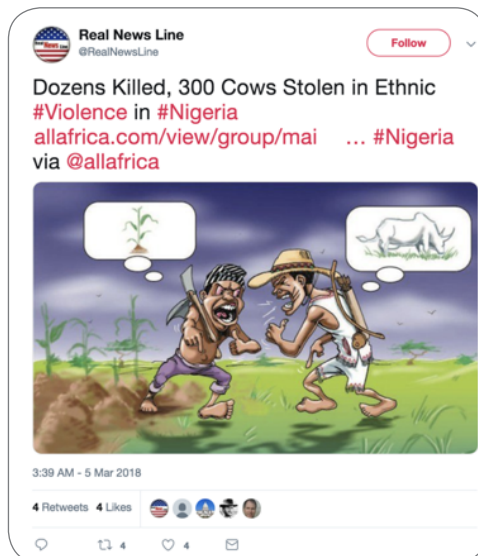 Real News Line
@RealNewsLine
Follow
Dozens Killed, 300 Cows Stolen in Ethnic
#Violence in #Nigeria
allafrica.com/view/group/mai … #Nigeria
via @allafrica
3:39 AM - 5 Mar 2018
4 Retweets 4 Likes
4 4